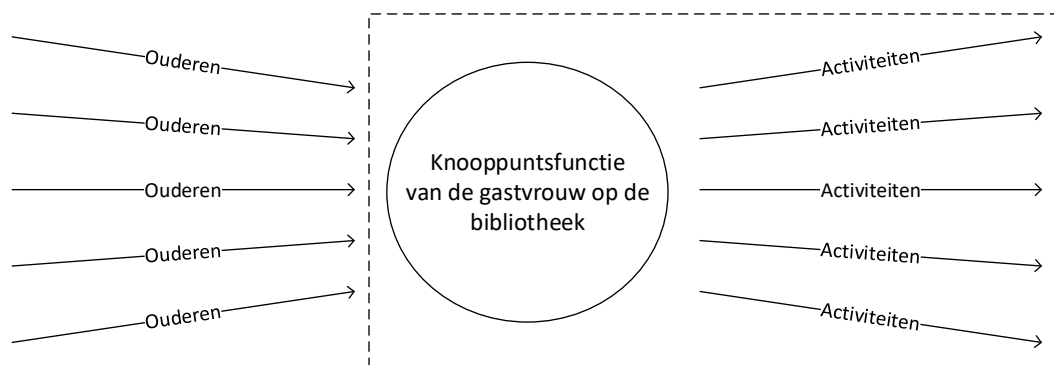 Ouderen
Ouderen
Ouderen
Ouderen
Ouderen
Knooppuntsfunctie
van de gastvrouw op de
bibliotheek
Activiteiten
Activiteiten
Activiteiten
Activiteiten
Activiteiten